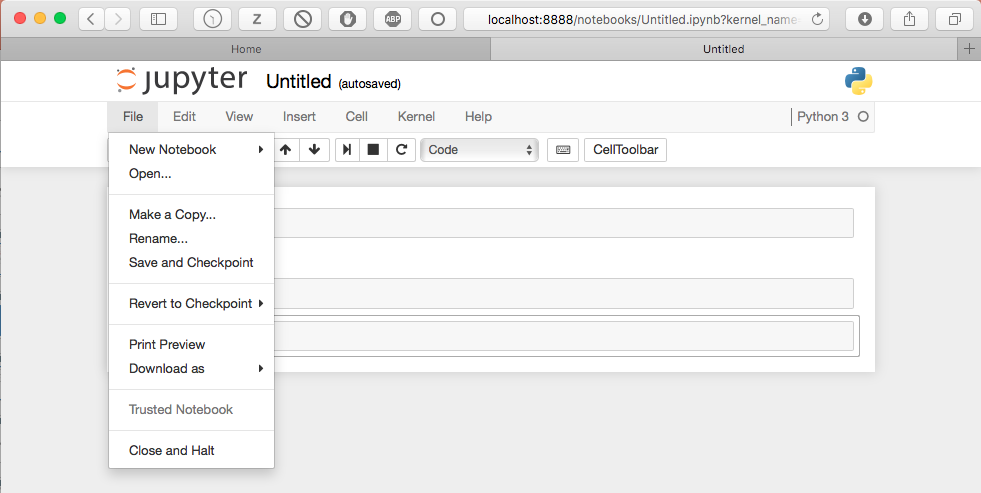 Z
ABP
localhost:8888/notebooks/Untitled.ipynb?kernel_name
Home
Untitled
+
jupyter
Untitled (autosaved)
File Edit View Insert Cell Kernel Help
Python 3
New Notebook
Open...
Code
CellToolbar
Make a Copy...
Rename...
Save and Checkpoint
Revert to Checkpoint
Print Preview
Download as
Trusted Notebook
Close and Halt